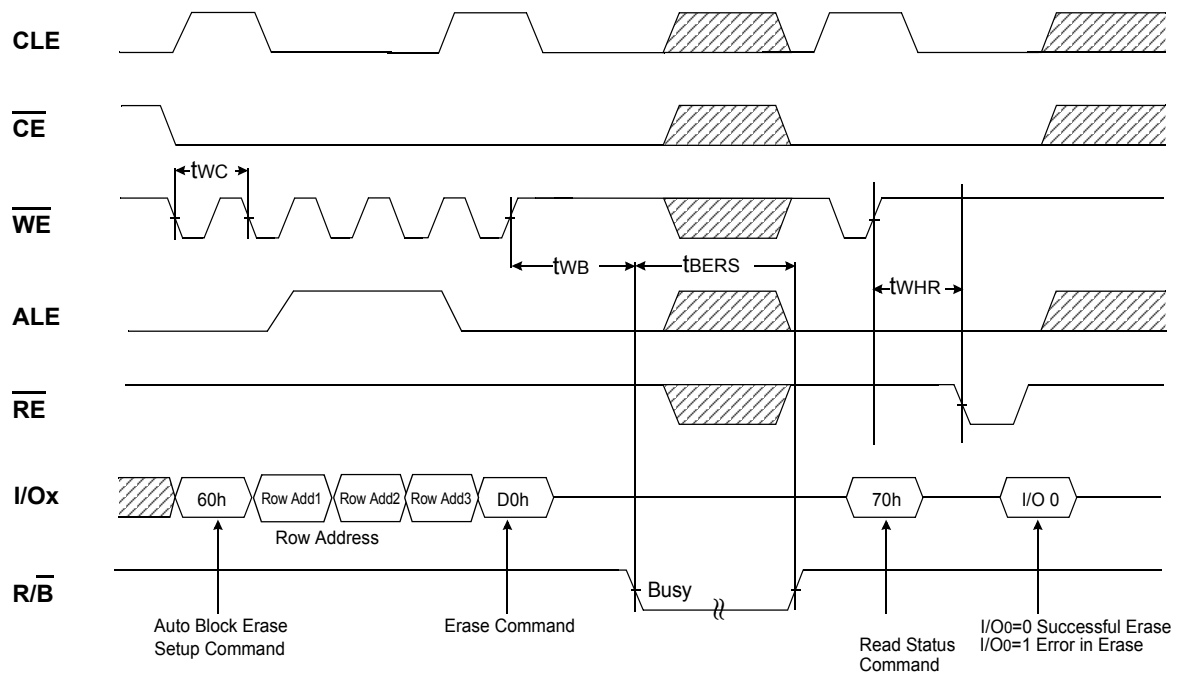 CLE
CE
tWC
WE
tWB
tBERS
tWHR
ALE
RE
I/Ox
60h
Row Add1
Row Add2
Row Add3
D0h
70h
I/O 0
Row Address
R/B
Busy
Auto Block Erase
Setup Command
Erase Command
Read Status
Command
I/O0=0 Successful Erase
I/O0=1 Error in Erase